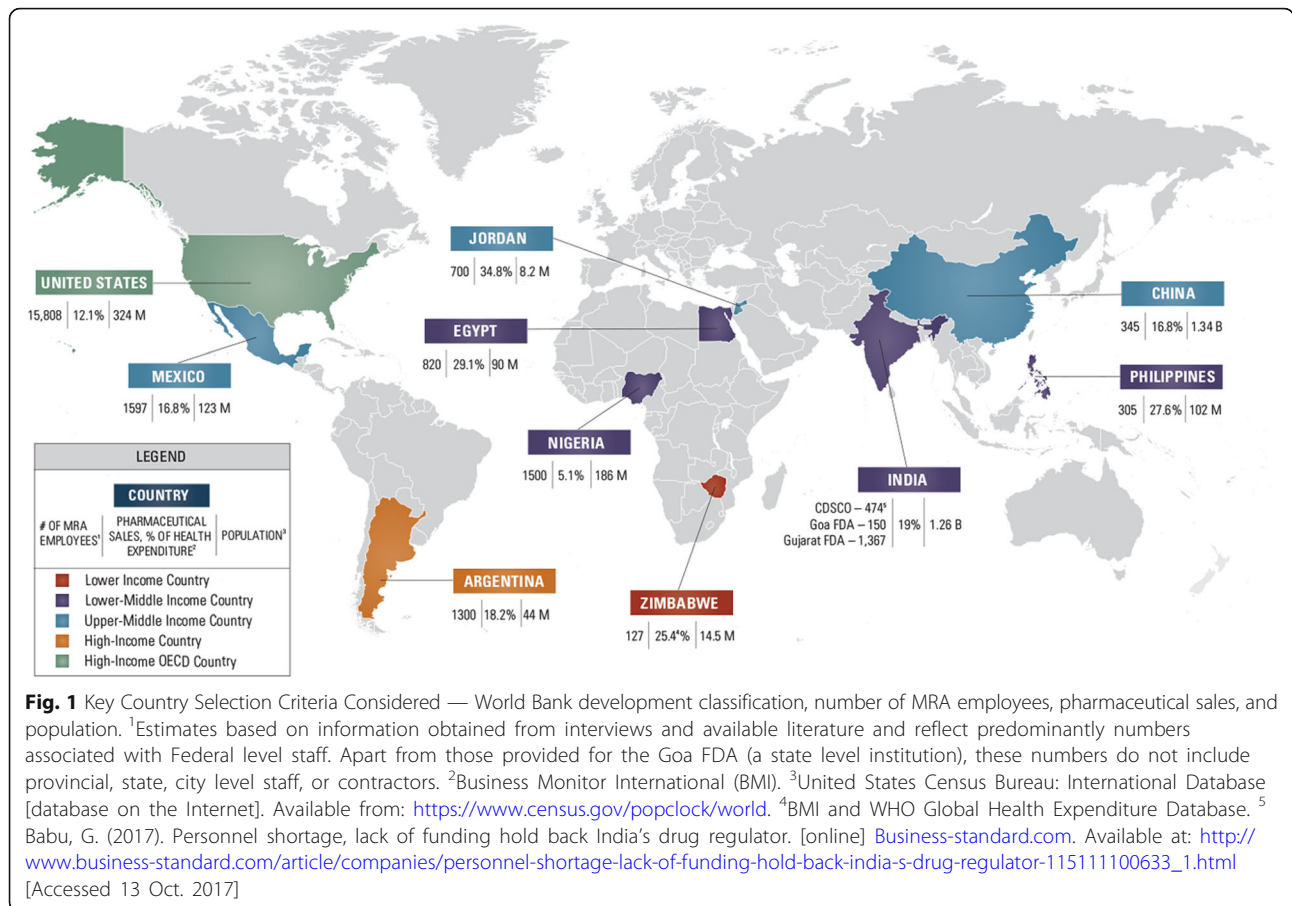 JORDAN
700 | 34.8% | 8.2 M
UNITED STATES
15,808 | 12.1% | 324 M
CHINA
345 | 16.8% | 1.34 B
EGYPT
820 | 29.1% | 90 M
MEXICO
1597 | 16.8% | 123 M
PHILIPPINES
305 | 27.6% | 102 M
NIGERIA
1500 | 5.1% | 186 M
INDIA
CDSCO – 474⁵
Goa FDA – 150 | 19% | 1.26 B
Gujarat FDA – 1,367
ARGENTINA
1300 | 18.2% | 44 M
ZIMBABWE
127 | 25.4⁴% | 14.5 M
LEGEND
COUNTRY
# OF MRA EMPLOYEES¹ | PHARMACEUTICAL SALES, % OF HEALTH EXPENDITURE² | POPULATION³
Lower Income Country
Lower-Middle Income Country
Upper-Middle Income Country
High-Income Country
High-Income OECD Country
Fig. 1 Key Country Selection Criteria Considered — World Bank development classification, number of MRA employees, pharmaceutical sales, and
population. ¹Estimates based on information obtained from interviews and available literature and reflect predominantly numbers
associated with Federal level staff. Apart from those provided for the Goa FDA (a state level institution), these numbers do not include
provincial, state, city level staff, or contractors. ²Business Monitor International (BMI). ³United States Census Bureau: International Database
[database on the Internet]. Available from: https://www.census.gov/popclock/world. ⁴BMI and WHO Global Health Expenditure Database. ⁵
Babu, G. (2017). Personnel shortage, lack of funding hold back India's drug regulator. [online] Business-standard.com. Available at: http://
www.business-standard.com/article/companies/personnel-shortage-lack-of-funding-hold-back-india-s-drug-regulator-115111100633_1.html
[Accessed 13 Oct. 2017]